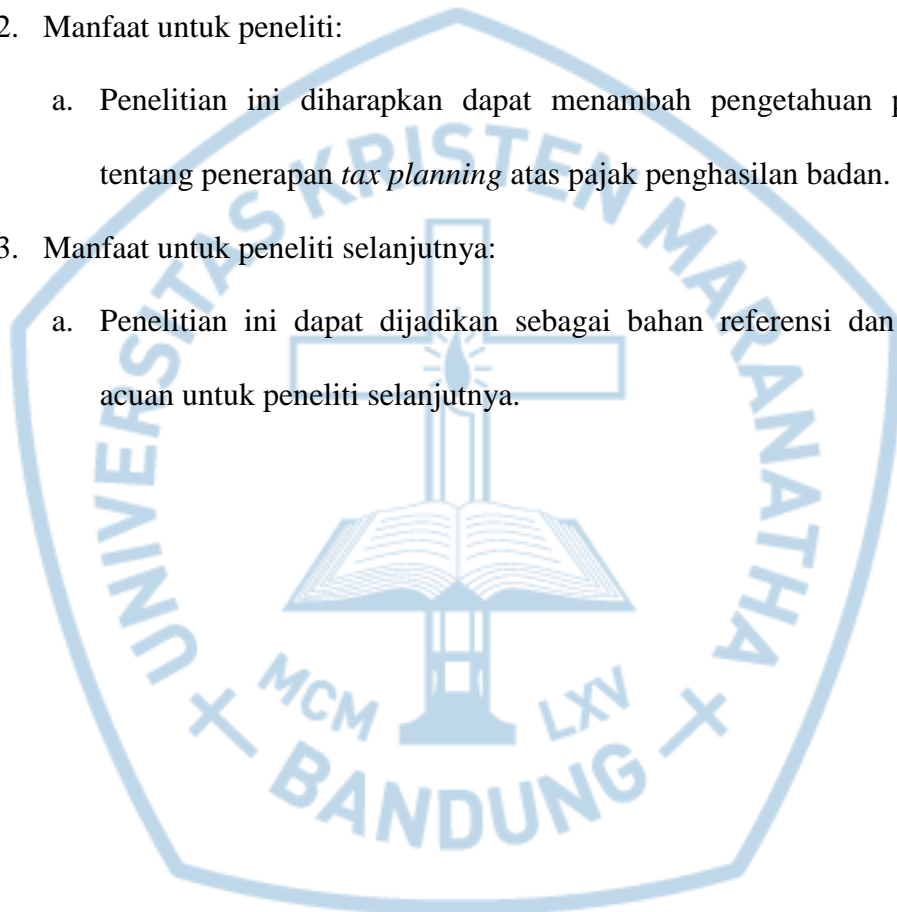 2. Manfaat untuk peneliti:
a. Penelitian ini diharapkan dapat menambah pengetahuan
tentang penerapan tax planning atas pajak penghasilan badan.
3. Manfaat untuk peneliti selanjutnya:
a. Penelitian ini dapat dijadikan sebagai bahan referensi dan
acuan untuk peneliti selanjutnya.
UNIVERSITAS KRISTEN MARANATHA
MCM LXV
+ BANDUNG +